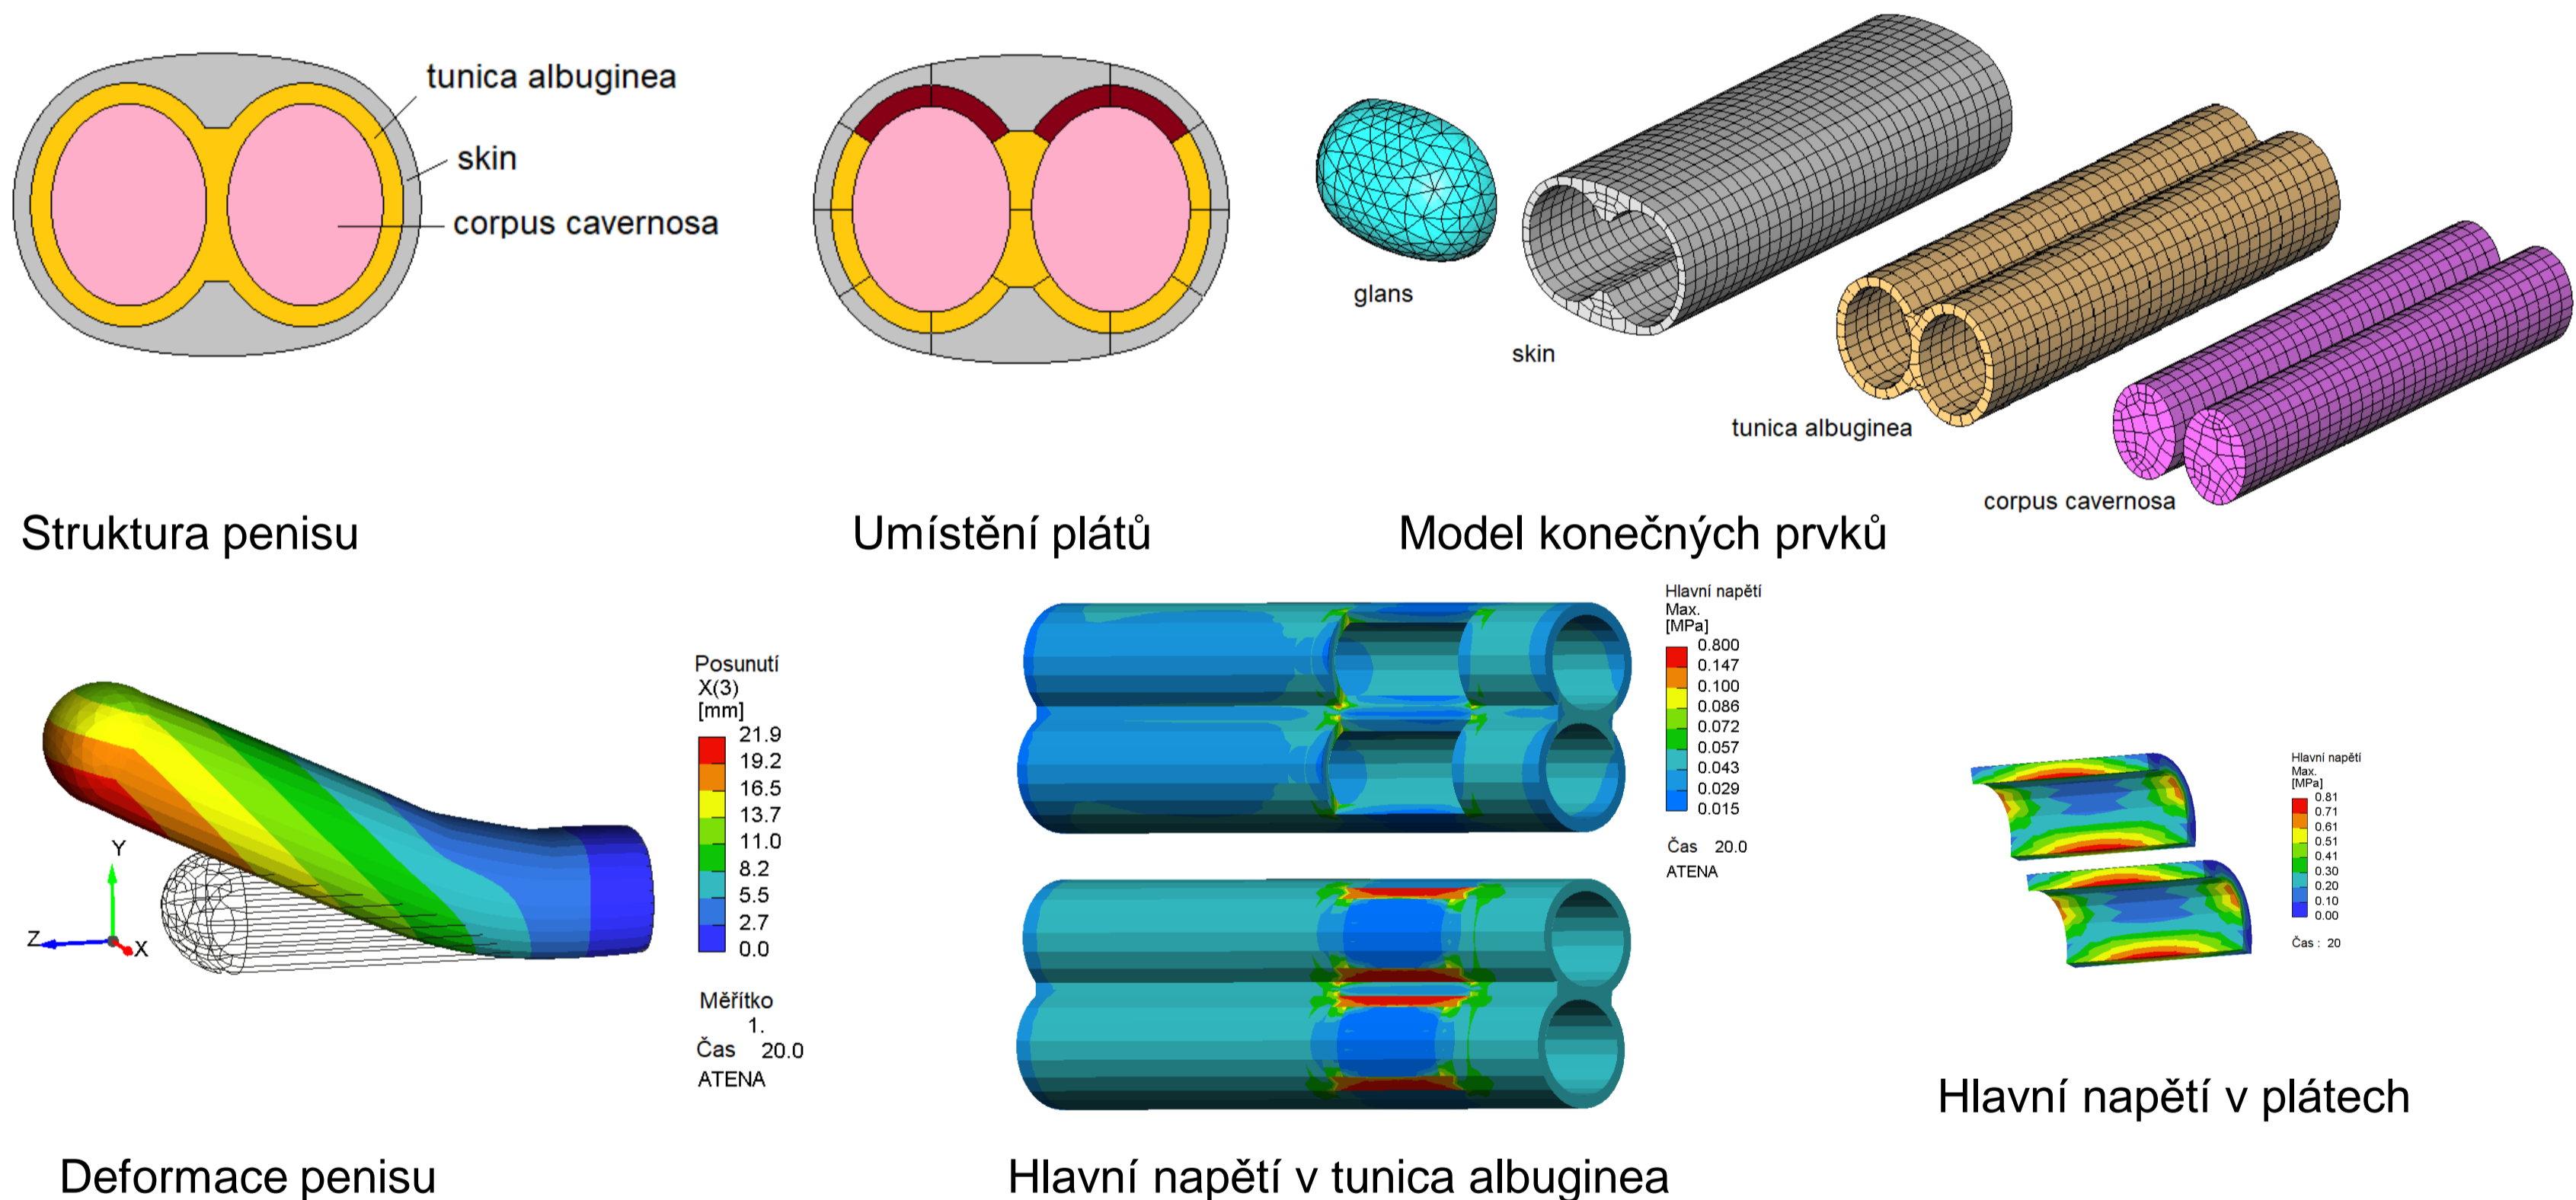 tunica albuginea
skin
corpus cavernosa
Struktura penisu
Umístění plátů
glans
skin
tunica albuginea
corpus cavernosa
Model konečných prvků
Posunutí
X(3)
[mm]
21.9
19.2
16.5
13.7
11.0
8.2
5.5
2.7
0.0
Y
Z
X
Měřítko
1.
Čas 20.0
ATENA
Deformace penisu
Hlavní napětí
Max.
[MPa]
0.800
0.147
0.100
0.086
0.072
0.057
0.043
0.029
0.015
Čas 20.0
ATENA
Hlavní napětí v tunica albuginea
Hlavní napětí
Max.
[MPa]
0.81
0.71
0.61
0.51
0.41
0.30
0.20
0.10
0.00
Čas : 20
Hlavní napětí v plátech